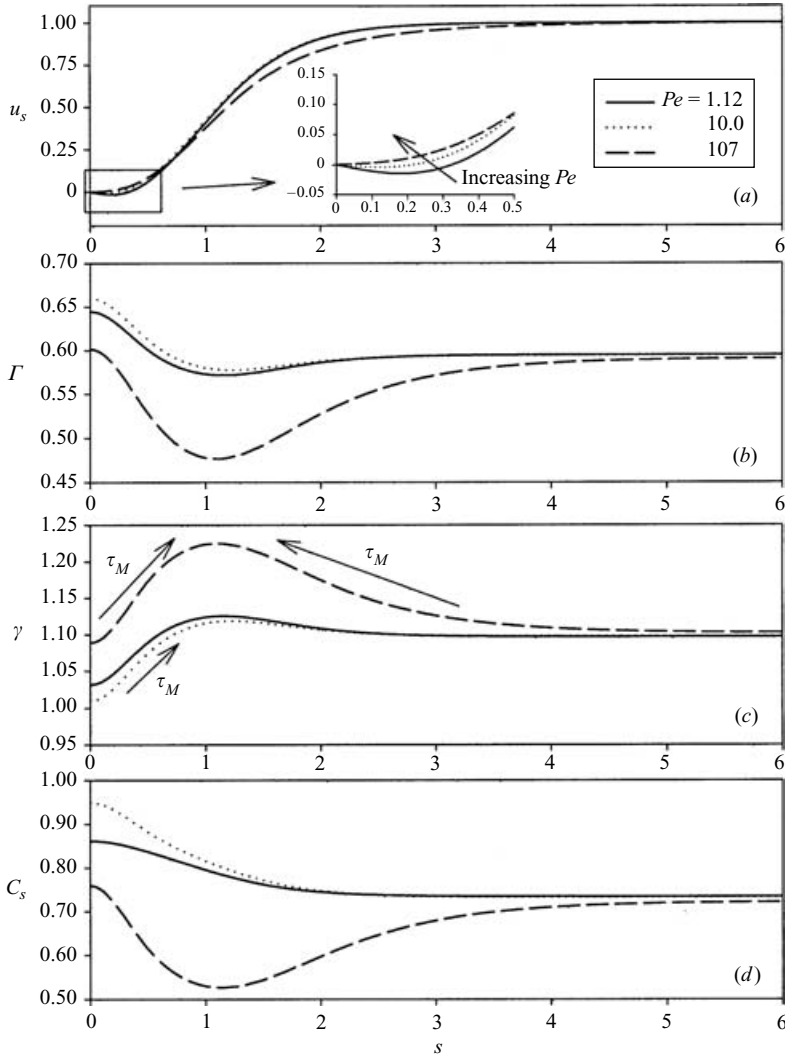 1.00
0.75
0.50
0.25
0
u_s
0.15
0.10
0.05
0
−0.05
0 0.1 0.2 0.3 0.4 0.5
Increasing Pe
Pe = 1.12
10.0
107
(a)
0 1 2 3 4 5 6
0.70
0.65
0.60
0.55
0.50
0.45
Γ
(b)
0 1 2 3 4 5 6
1.25
1.20
1.15
1.10
1.05
1.00
0.95
γ
τ_M
τ_M
τ_M
(c)
0 1 2 3 4 5 6
1.00
0.90
0.80
0.70
0.60
0.50
C_s
(d)
0 1 2 3 4 5 6
s